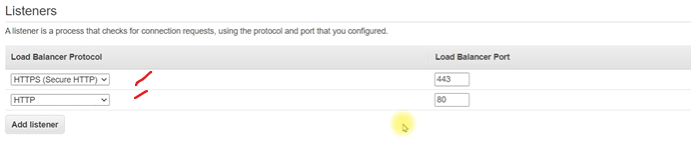 Listeners
A listener is a process that checks for connection requests, using the protocol and port that you configured.
Load Balancer Protocol Load Balancer Port
HTTPS (Secure HTTP) 443
HTTP 80
Add listener